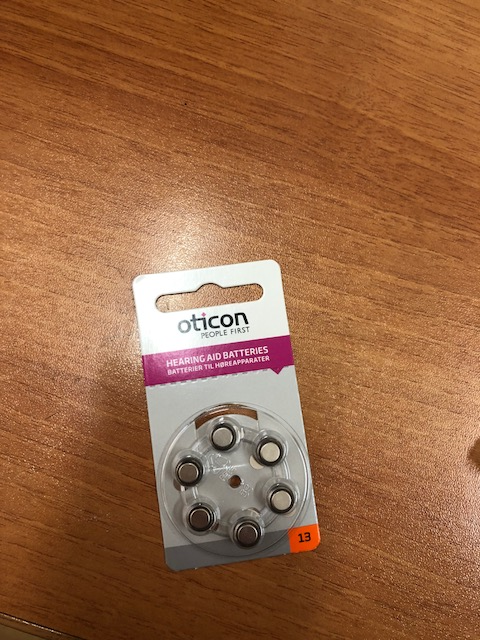 oticon
PEOPLE FIRST
HEARING AID BATTERIES
BATTERIER TIL HØREAPPARATER
13